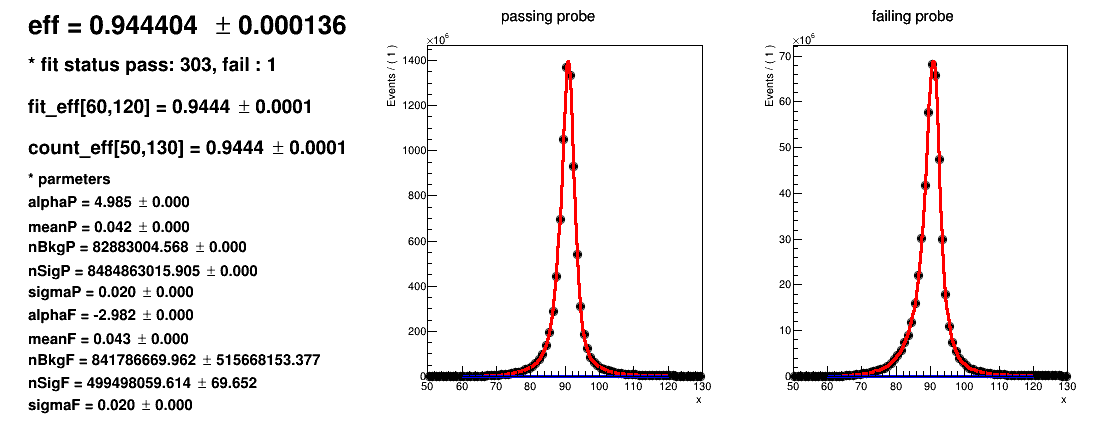 eff = 0.944404 ± 0.000136
* fit status pass: 303, fail : 1
fit_eff[60,120] = 0.9444 ± 0.0001
count_eff[50,130] = 0.9444 ± 0.0001
* parmeters
alphaP = 4.985 ± 0.000
meanP = 0.042 ± 0.000
nBkgP = 82883004.568 ± 0.000
nSigP = 8484863015.905 ± 0.000
sigmaP = 0.020 ± 0.000
alphaF = -2.982 ± 0.000
meanF = 0.043 ± 0.000
nBkgF = 841786669.962 ± 515668153.377
nSigF = 499498059.614 ± 69.652
sigmaF = 0.020 ± 0.000
passing probe
×10⁶
Events / ( 1 )
1400
1200
1000
800
600
400
200
0
50 60 70 80 90 100 110 120 130
x
failing probe
×10⁶
Events / ( 1 )
70
60
50
40
30
20
10
0
50 60 70 80 90 100 110 120 130
x